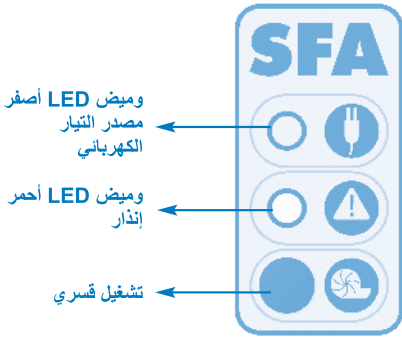 SFA
وميض LED أصفر
مصدر التيار
الكهربائي
وميض LED أحمر
إنذار
تشغيل قسري